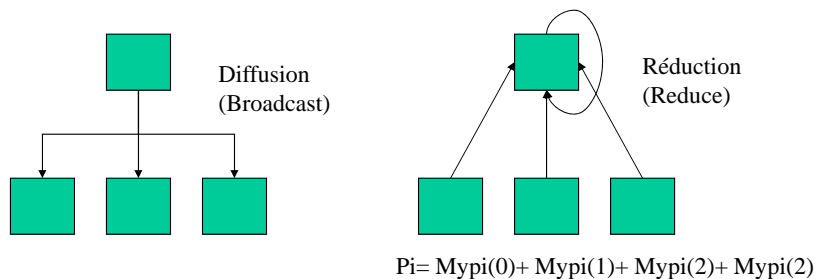 Diffusion
(Broadcast)
Réduction
(Reduce)
Pi= Mypi(0)+ Mypi(1)+ Mypi(2)+ Mypi(2)